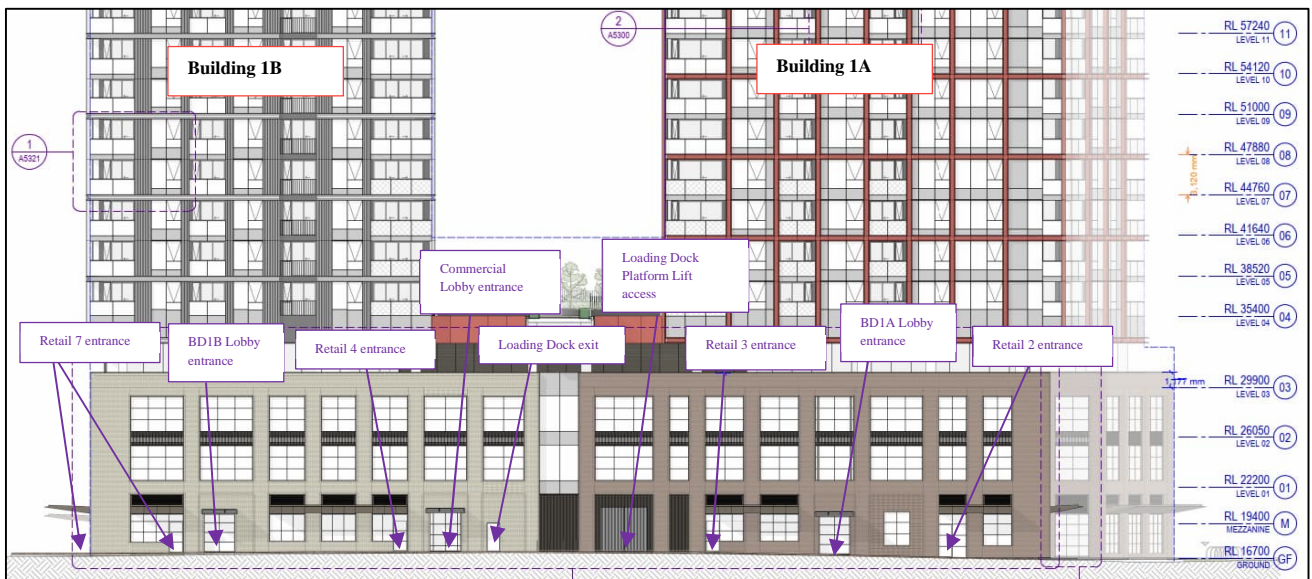 2
A5300
RL 57240
LEVEL 11
11
Building 1B
Building 1A
RL 54120
LEVEL 10
10
RL 51000
LEVEL 09
09
1
A5321
RL 47880
LEVEL 08
08
3,120 mm
RL 44760
LEVEL 07
07
RL 41640
LEVEL 06
06
Commercial
Lobby entrance
Loading Dock
Platform Lift
access
RL 38520
LEVEL 05
05
RL 35400
LEVEL 04
04
Retail 7 entrance
BD1B Lobby
entrance
Retail 4 entrance
Loading Dock exit
Retail 3 entrance
BD1A Lobby
entrance
Retail 2 entrance
1,177 mm
RL 29900
LEVEL 03
03
RL 26050
LEVEL 02
02
RL 22200
LEVEL 01
01
RL 19400
MEZZANINE
M
RL 16700
GROUND
GF